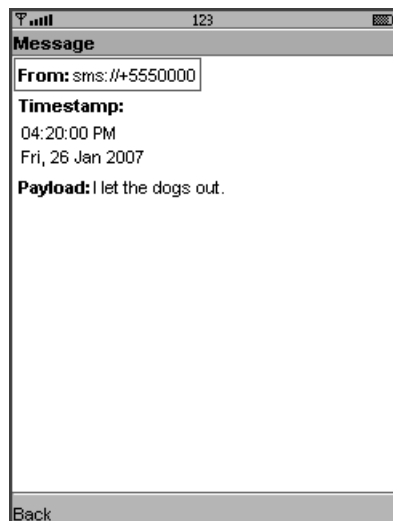 123
Message
From: sms://+5550000
Timestamp:
04:20:00 PM
Fri, 26 Jan 2007
Payload: I let the dogs out.
Back